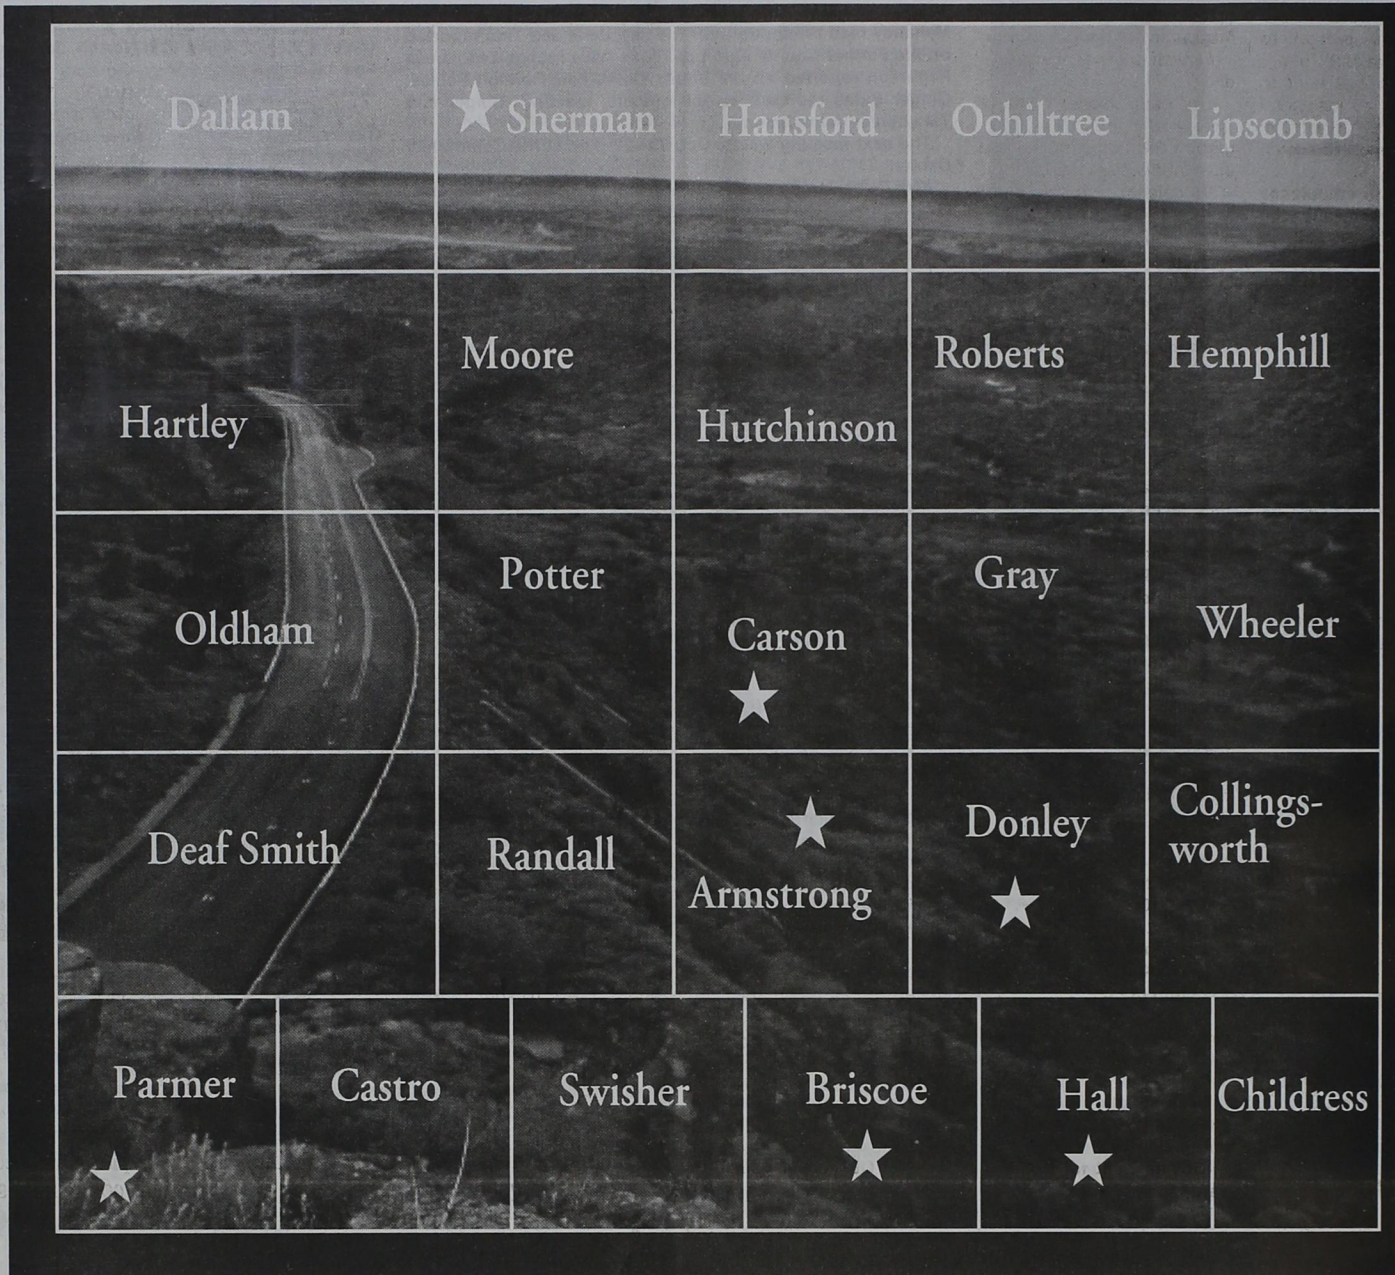 Dallam
Sherman
Hansford
Ochiltree
Lipscomb
Hartley
Moore
Hutchinson
Roberts
Hemphill
Oldham
Potter
Carson
Gray
Wheeler
Deaf Smith
Randall
Armstrong
Donley
Collings-
worth
Parmer
Castro
Swisher
Briscoe
Hall
Childress